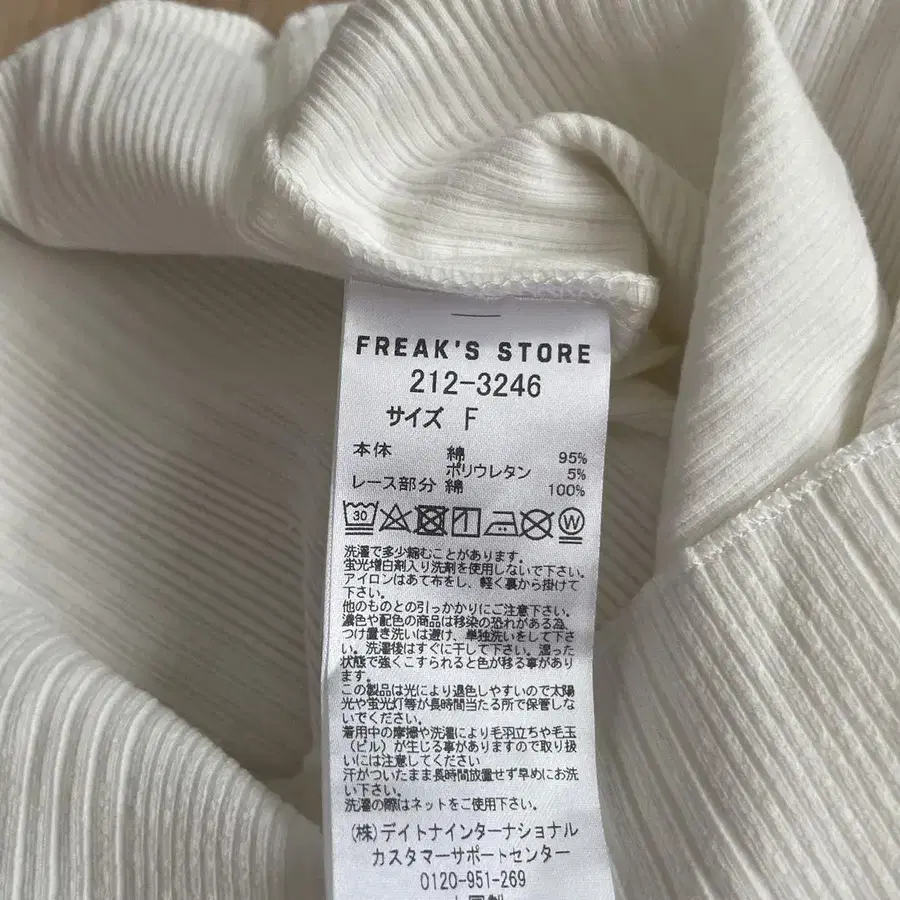 FREAK'S STORE
212-3246
サイズ F
本体 綿 95%
ポリウレタン 5%
レース部分 綿 100%
30 W
洗濯で多少縮むことがあります。
蛍光増白剤入り洗剤を使用しないで下さい。
アイロンはあて布をし、軽く裏から掛けて
下さい。
他のものとの引っかかりにご注意下さい。
濃色や配色の商品は移染の恐れがある為、
つけ置き洗いは避け、単独洗いをして下さ
い。洗濯後はすぐに干して下さい。湿った
状態で強くこすられると色が移る事があり
ます。
この製品は光により退色しやすいので太陽
光や蛍光灯等が長時間当たる所で保管しな
いでください。
着用中の摩擦や洗濯により毛羽立ちや毛玉
(ピル)が生じる事がありますので取り扱
いには注意してください
汗がついたまま長時間放置せず早めにお洗
い下さい。
洗濯の際はネットをご使用下さい。
(株)デイトナインターナショナル
カスタマーサポートセンター
0120-951-269